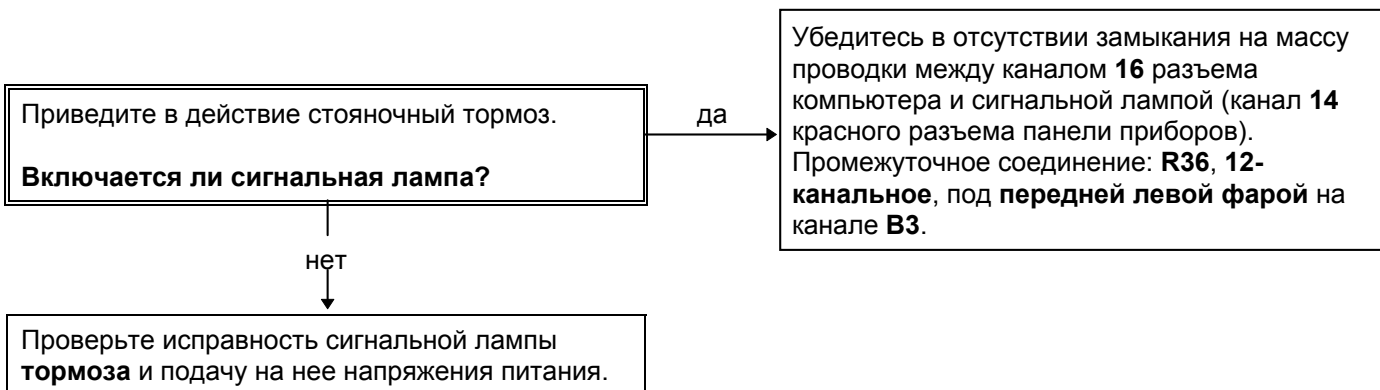 Приведите в действие стояночный тормоз.
Включается ли сигнальная лампа?
да
Убедитесь в отсутствии замыкания на массу
проводки между каналом 16 разъема
компьютера и сигнальной лампой (канал 14
красного разъема панели приборов).
Промежуточное соединение: R36, 12-
канальное, под передней левой фарой на
канале B3.
нет
Проверьте исправность сигнальной лампы
тормоза и подачу на нее напряжения питания.